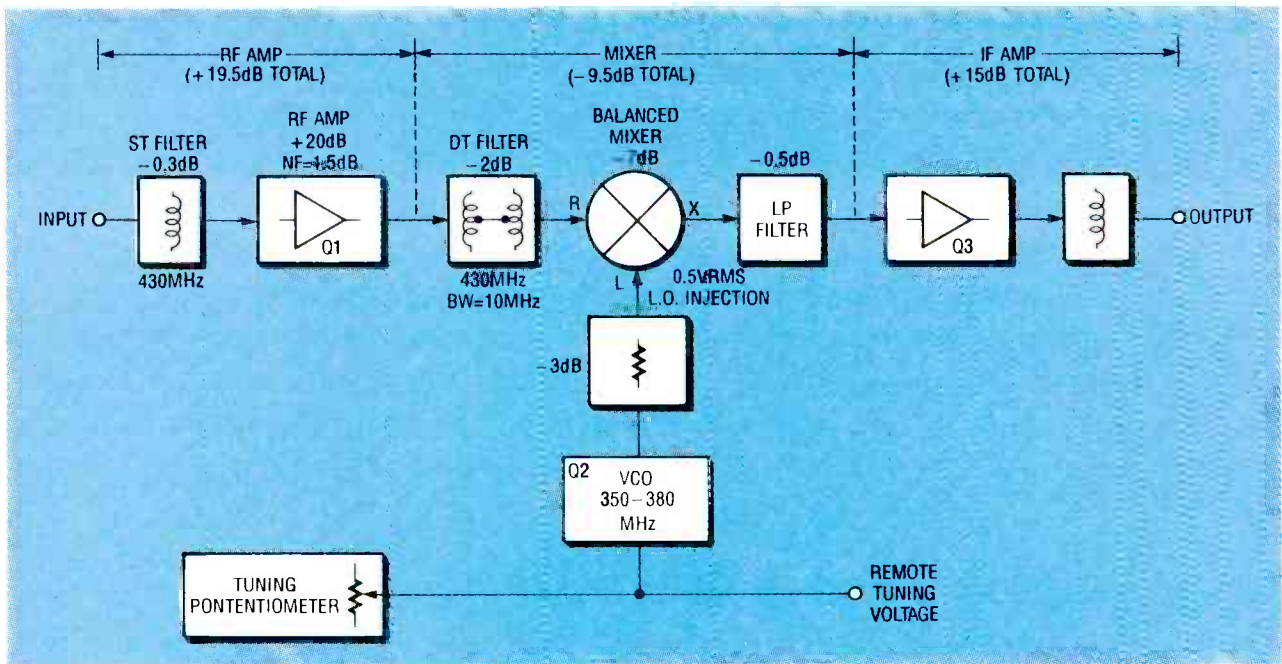 RF AMP
(+19.5dB TOTAL)
MIXER
(-9.5dB TOTAL)
IF AMP
(+15dB TOTAL)
ST FILTER
-0.3dB
RF AMP
+20dB
NF=1.5dB
DT FILTER
-2dB
BALANCED
MIXER
-7dB
-0.5dB
INPUT
Q1
R
X
LP
FILTER
Q3
OUTPUT
430MHz
430MHz
BW=10MHz
L
0.5VRMS
L.O. INJECTION
-3dB
Q2
VCO
350-380
MHz
TUNING
PONTENTIOMETER
REMOTE
TUNING
VOLTAGE